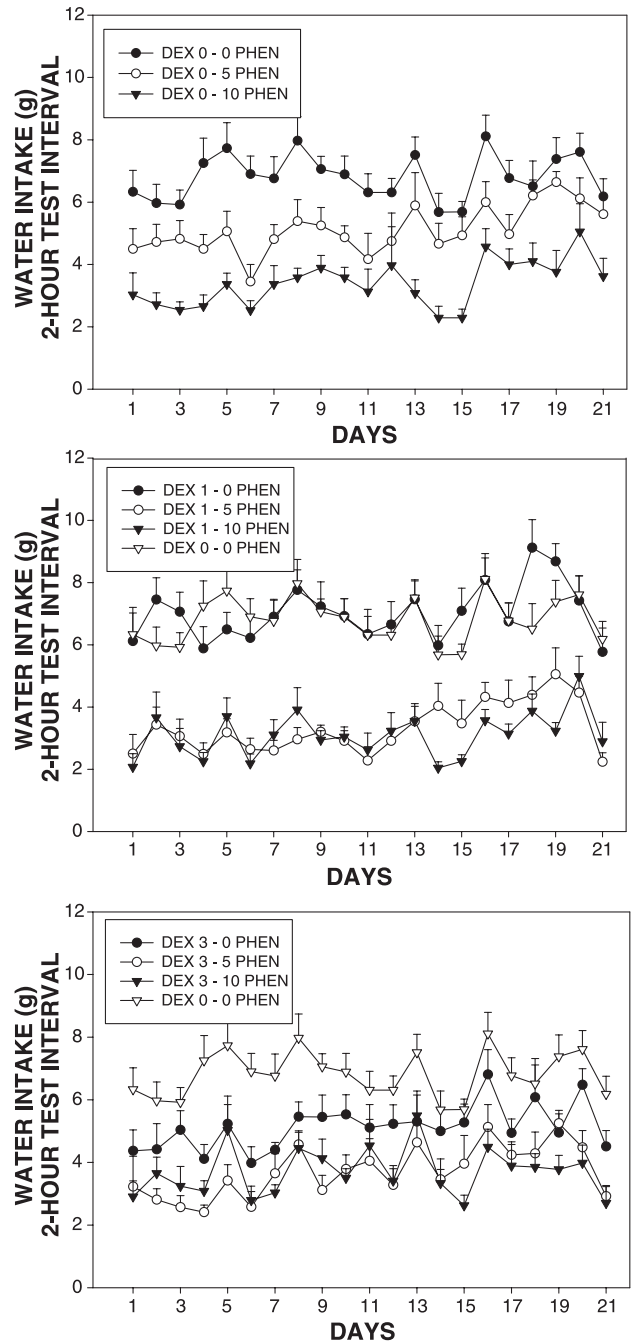 12
10
8
6
4
2
0
WATER INTAKE (g)
2-HOUR TEST INTERVAL
DEX 0 - 0 PHEN
DEX 0 - 5 PHEN
DEX 0 - 10 PHEN
1 3 5 7 9 11 13 15 17 19 21
DAYS
12
10
8
6
4
2
0
WATER INTAKE (g)
2-HOUR TEST INTERVAL
DEX 1 - 0 PHEN
DEX 1 - 5 PHEN
DEX 1 - 10 PHEN
DEX 0 - 0 PHEN
1 3 5 7 9 11 13 15 17 19 21
DAYS
12
10
8
6
4
2
0
WATER INTAKE (g)
2-HOUR TEST INTERVAL
DEX 3 - 0 PHEN
DEX 3 - 5 PHEN
DEX 3 - 10 PHEN
DEX 0 - 0 PHEN
1 3 5 7 9 11 13 15 17 19 21
DAYS